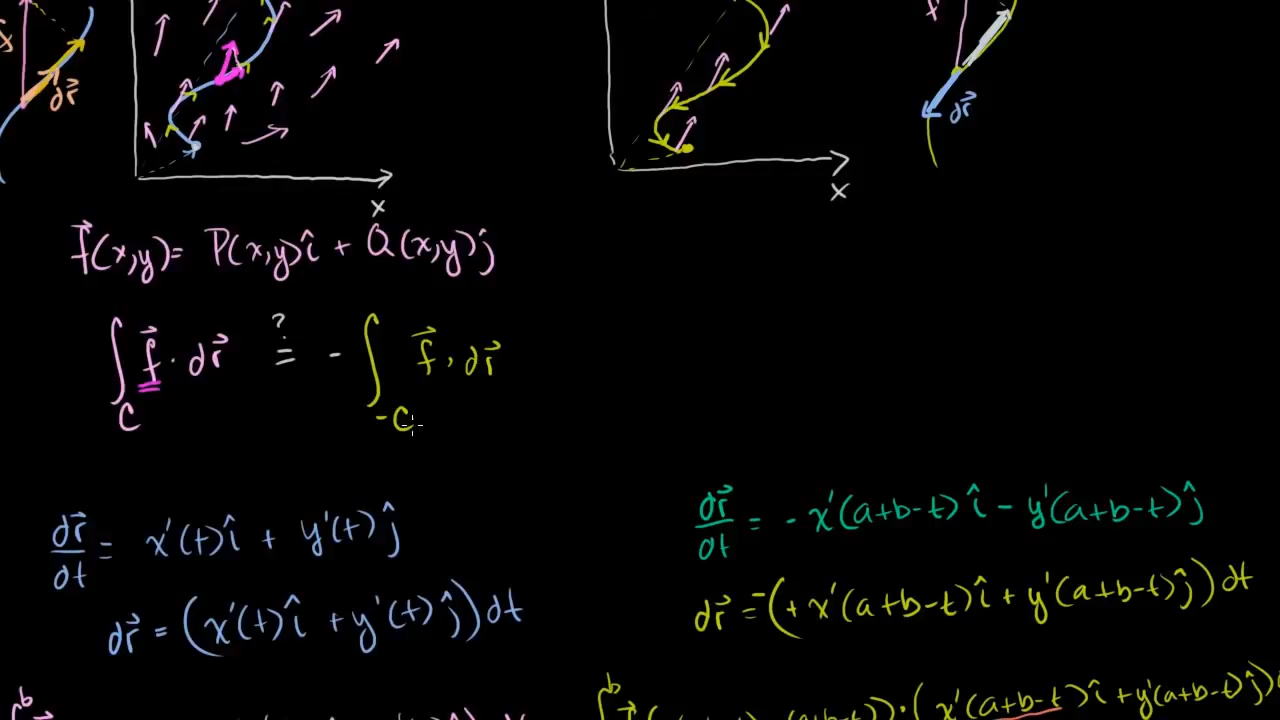 dr⃗
x
x
dr⃗
f⃗(x,y)= P(x,y)î + Q(x,y)ĵ
∫_C f⃗ · dr⃗ ≟ - ∫_-C f⃗ · dr⃗
dr⃗/dt = x'(t)î + y'(t)ĵ
dr⃗ = (x'(t)î + y'(t)ĵ)dt
dr⃗/dt = - x'(a+b-t)î - y'(a+b-t)ĵ
dr⃗ = -(+ x'(a+b-t)î + y'(a+b-t)ĵ)dt
b
b
·(x'(a+b-t)î + y'(a+b-t)ĵ)